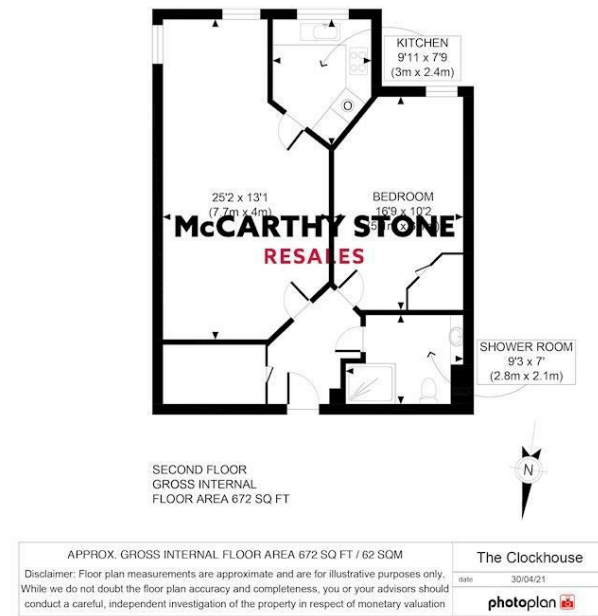 KITCHEN
9'11 x 7'9
(3m x 2.4m)
25'2 x 13'1
(7.7m x 4m)
BEDROOM
16'9 x 10'2
McCARTHY STONE
RESALES
SHOWER ROOM
9'3 x 7'
(2.8m x 2.1m)
SECOND FLOOR
GROSS INTERNAL
FLOOR AREA 672 SQ FT
N
APPROX. GROSS INTERNAL FLOOR AREA 672 SQ FT / 62 SQM
Disclaimer: Floor plan measurements are approximate and are for illustrative purposes only.
While we do not doubt the floor plan accuracy and completeness, you or your advisors should
conduct a careful, independent investigation of the property in respect of monetary valuation
The Clockhouse
date 30/04/21
photoplan